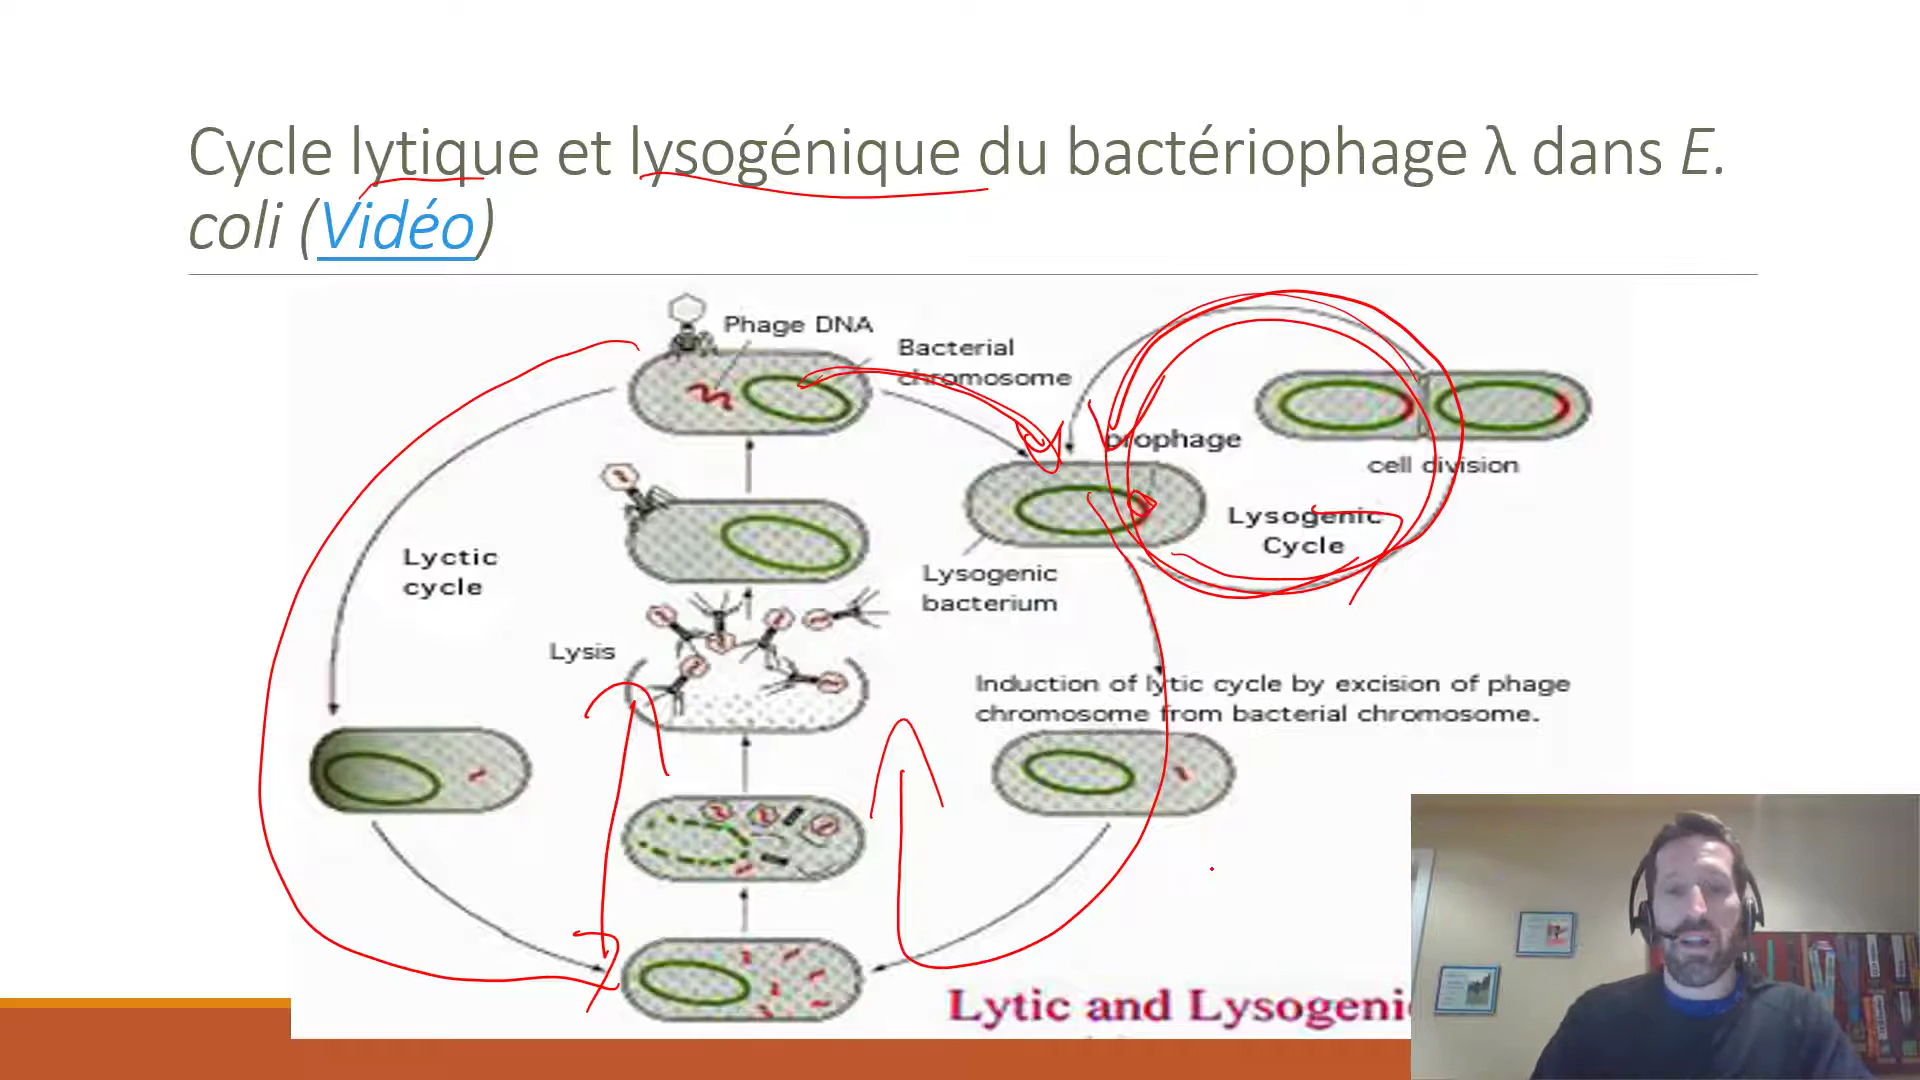 Cycle lytique et lysogénique du bactériophage λ dans E.
coli (Vidéo)
Phage DNA
Bacterial
chromosome
prophage
cell division
Lysogenic
Cycle
Lyctic
cycle
Lysogenic
bacterium
Lysis
Induction of lytic cycle by excision of phage
chromosome from bacterial chromosome.
Lytic and Lysogeni